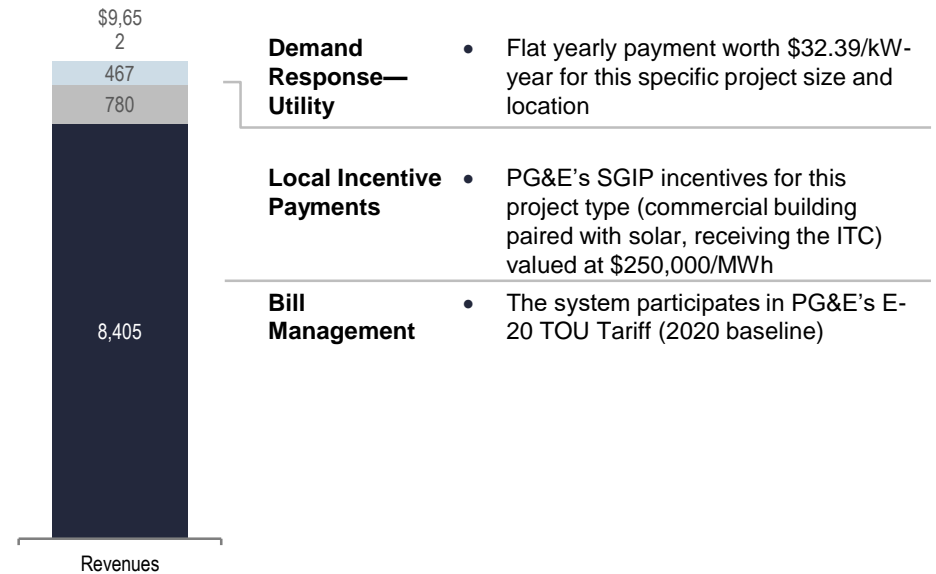 $9,65
2
467
780
8,405
Revenues
Demand
Response—
Utility
• Flat yearly payment worth $32.39/kW-
year for this specific project size and
location
Local Incentive
Payments
• PG&E’s SGIP incentives for this
project type (commercial building
paired with solar, receiving the ITC)
valued at $250,000/MWh
Bill
Management
• The system participates in PG&E’s E-
20 TOU Tariff (2020 baseline)